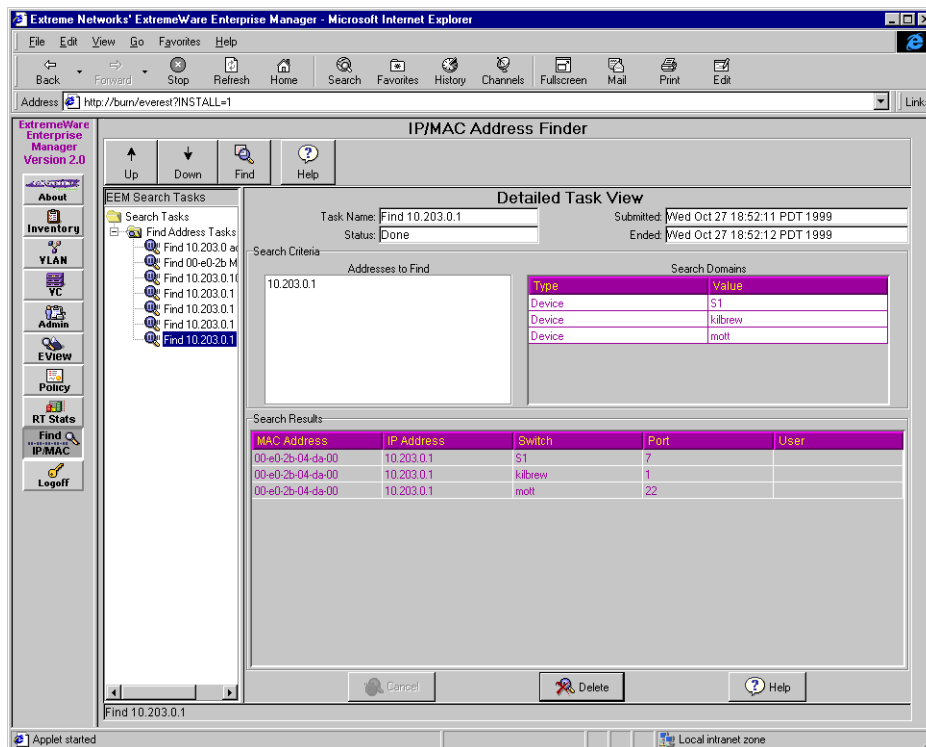 Extreme Networks' ExtremeWare Enterprise Manager - Microsoft Internet Explorer
File Edit View Go Favorites Help
Back Forward Stop Refresh Home Search Favorites History Channels Fullscreen Mail Print Edit
Address http://burn/everest?INSTALL=1 Links
ExtremeWare
Enterprise
Manager
Version 2.0
About
Inventory
VLAN
VC
Admin
EView
Policy
RT Stats
Find
IP/MAC
Logoff
IP/MAC Address Finder
Up Down Find Help
EEM Search Tasks
Search Tasks
Find Address Tasks
Find 10.203.0 ac
Find 00-e0-2b M
Find 10.203.0.10
Find 10.203.0.1
Find 10.203.0.1
Find 10.203.0.1
Find 10.203.0.1
Detailed Task View
Task Name: Find 10.203.0.1 Submitted: Wed Oct 27 18:52:11 PDT 1999
Status: Done Ended: Wed Oct 27 18:52:12 PDT 1999
Search Criteria
Addresses to Find
10.203.0.1
Search Domains
Type Value
Device S1
Device kilbrew
Device mott
Search Results
MAC Address IP Address Switch Port User
00-e0-2b-04-da-00 10.203.0.1 S1 7
00-e0-2b-04-da-00 10.203.0.1 kilbrew 1
00-e0-2b-04-da-00 10.203.0.1 mott 22
Cancel Delete Help
Find 10.203.0.1
Applet started Local intranet zone